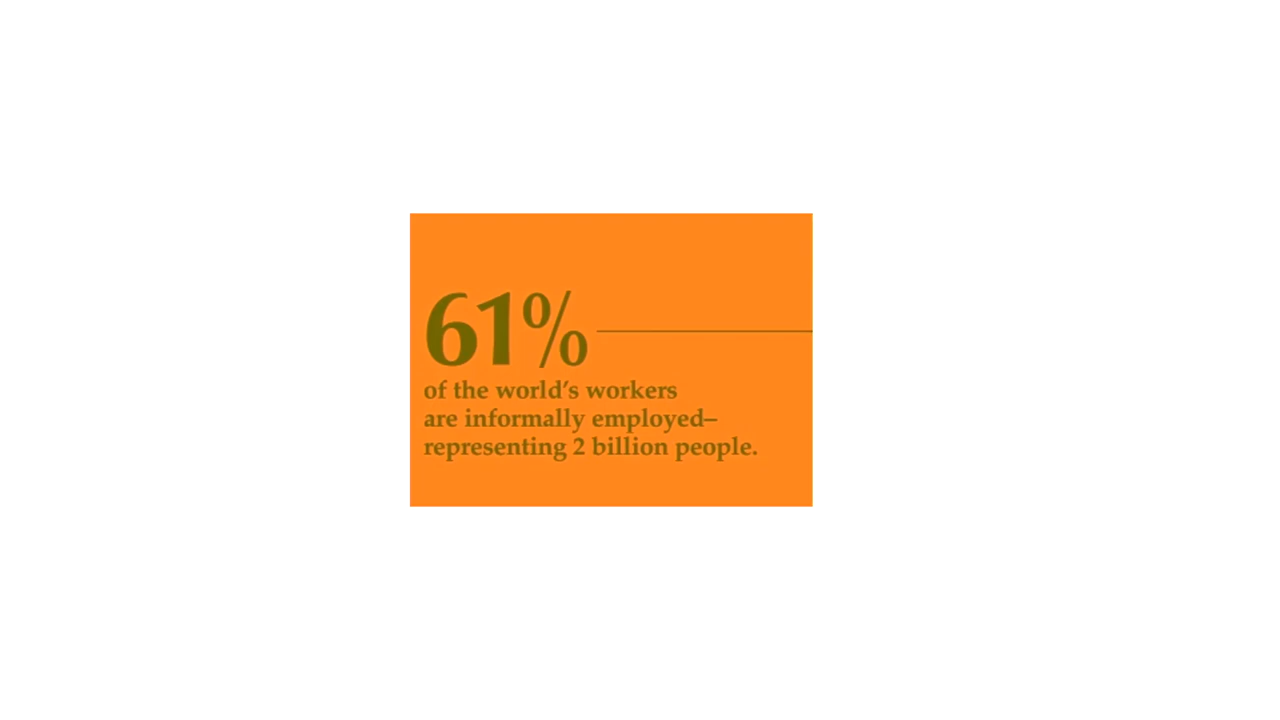 61%
of the world’s workers
are informally employed–
representing 2 billion people.